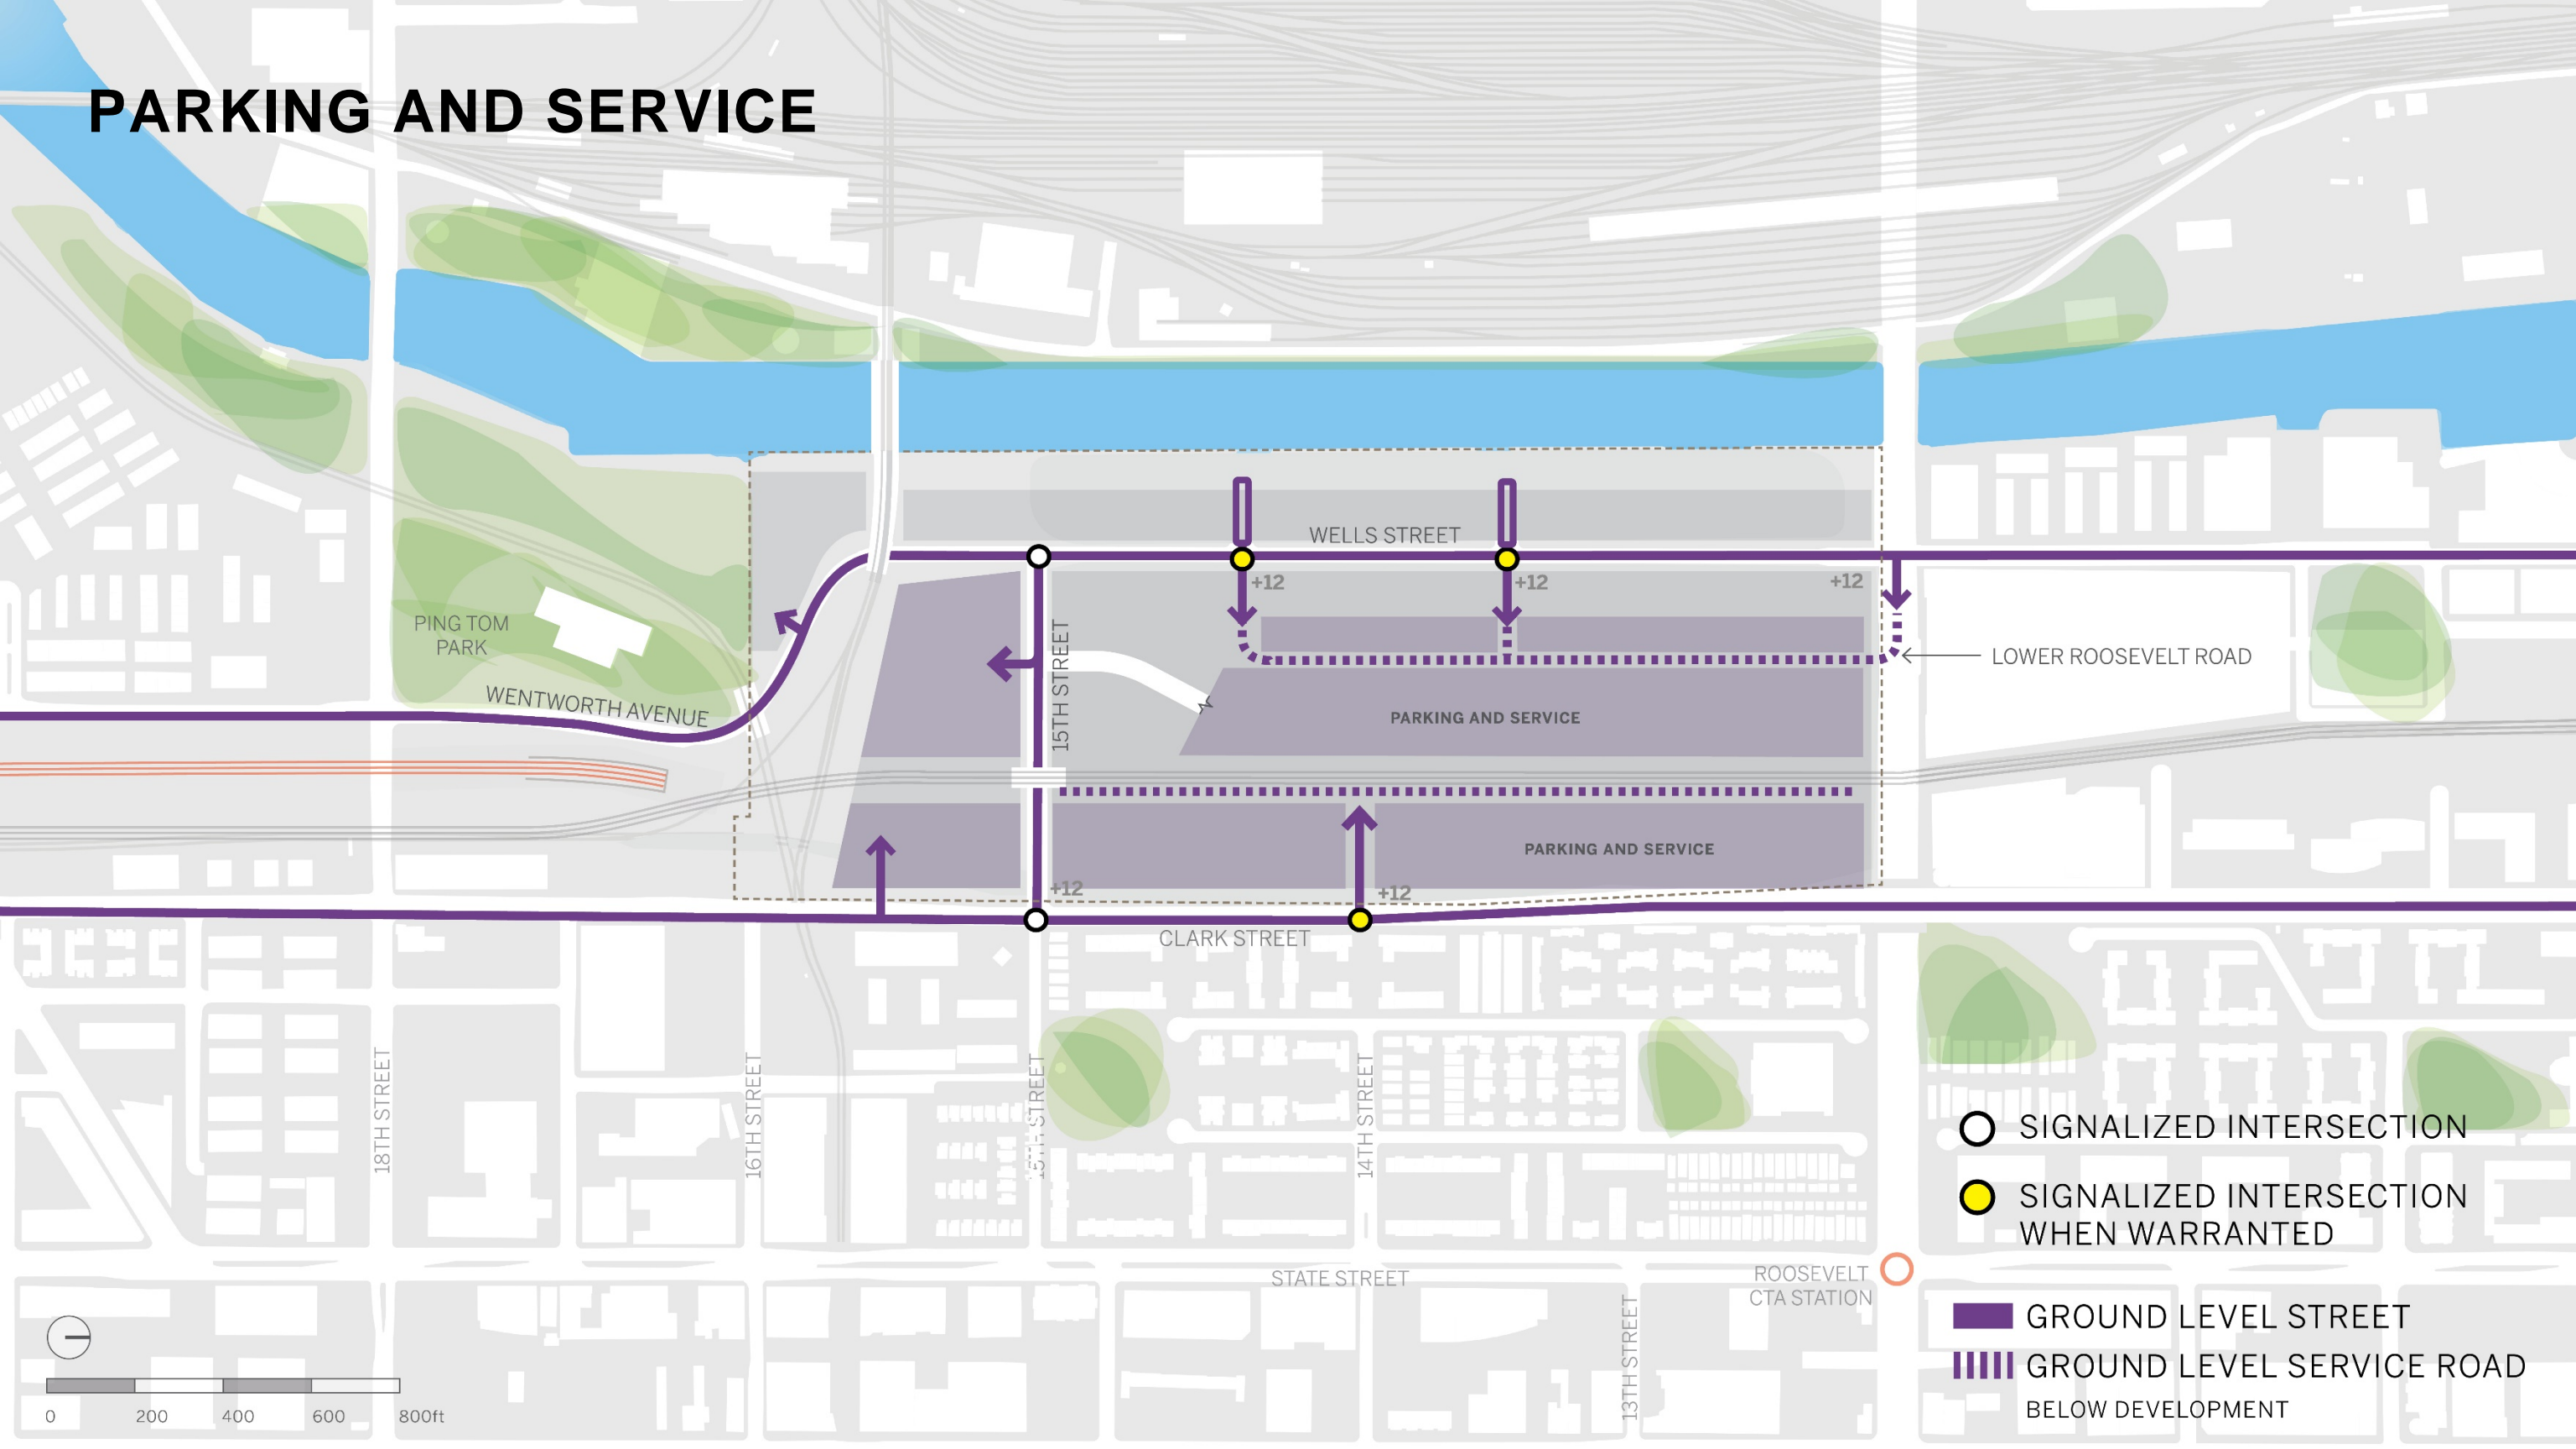 PARKING AND SERVICE
WELLS STREET
+12
+12
+12
PING TOM
PARK
WENTWORTH AVENUE
15TH STREET
LOWER ROOSEVELT ROAD
PARKING AND SERVICE
PARKING AND SERVICE
+12
+12
CLARK STREET
18TH STREET
16TH STREET
15TH STREET
14TH STREET
13TH STREET
STATE STREET
ROOSEVELT
CTA STATION
SIGNALIZED INTERSECTION
SIGNALIZED INTERSECTION
WHEN WARRANTED
GROUND LEVEL STREET
GROUND LEVEL SERVICE ROAD
BELOW DEVELOPMENT
0 200 400 600 800ft